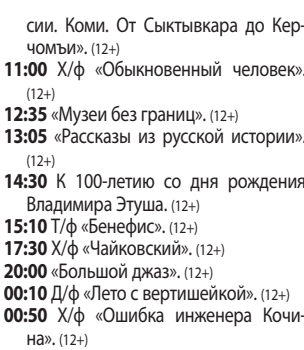 сии. Коми. От Сыктывкара до Кер-
чомъи». (12+)
11:00 Х/ф «Обыкновенный человек».
(12+)
12:35 «Музеи без границ». (12+)
13:05 «Рассказы из русской истории».
(12+)
14:30 К 100-летию со дня рождения
Владимира Этуша. (12+)
15:10 Т/ф «Бенефис». (12+)
17:30 Х/ф «Чайковский». (12+)
20:00 «Большой джаз». (12+)
00:10 Д/ф «Лето с вертишейкой». (12+)
00:50 Х/ф «Ошибка инженера Кочи-
на». (12+)